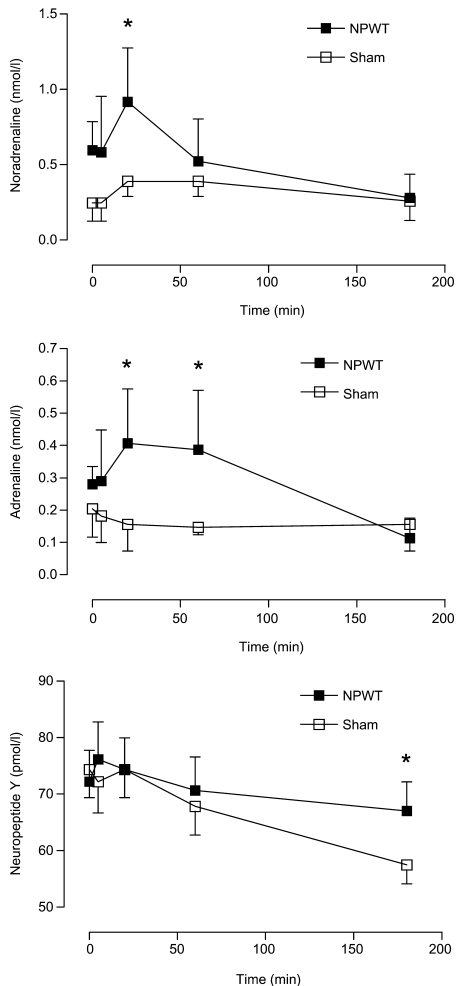 1.5
1.0
0.5
0.0
Noradrenaline (nmol/l)
*
NPWT
Sham
0 50 100 150 200
Time (min)
0.7
0.6
0.5
0.4
0.3
0.2
0.1
0.0
Adrenaline (nmol/l)
* *
NPWT
Sham
0 50 100 150 200
Time (min)
90
80
70
60
50
Neuropeptide Y (pmol/l)
NPWT
Sham
*
0 50 100 150 200
Time (min)